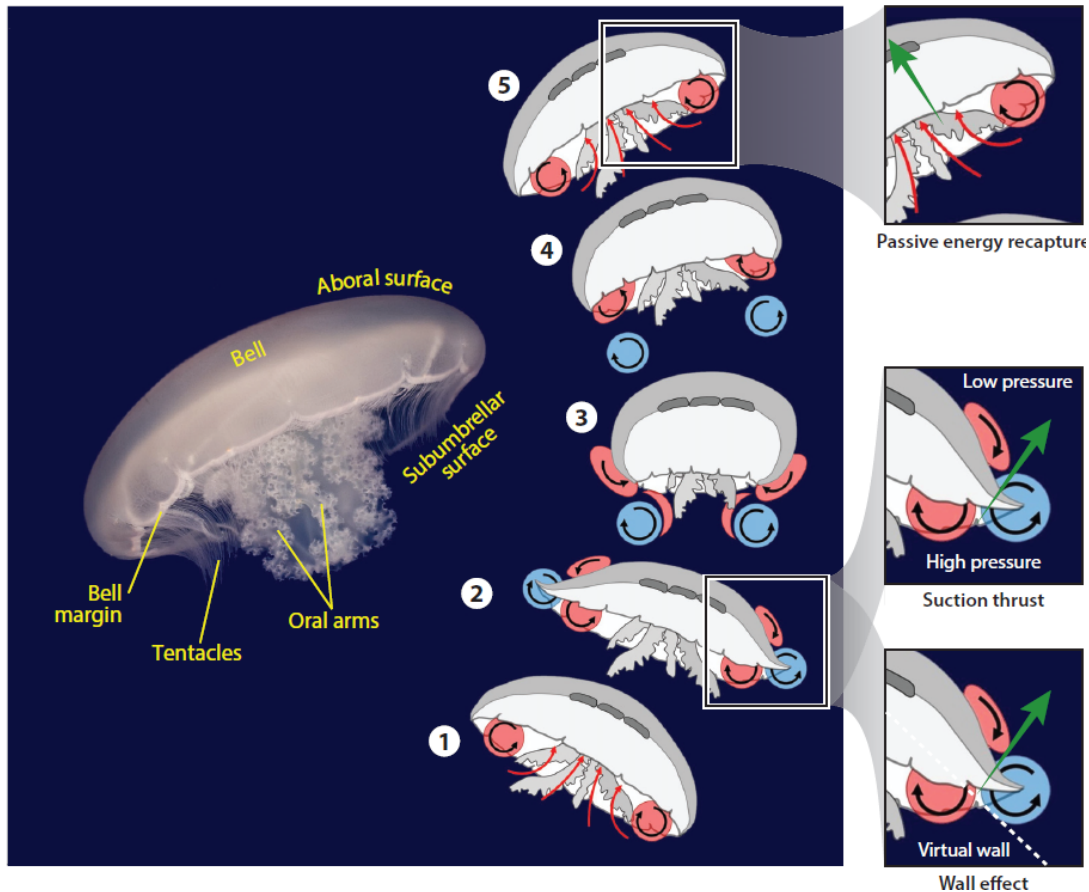 5
Passive energy recapture
4
Aboral surface
Bell
Subumbrellar
surface
3
Low pressure
High pressure
Suction thrust
2
Bell
margin
Oral arms
Tentacles
1
Virtual wall
Wall effect